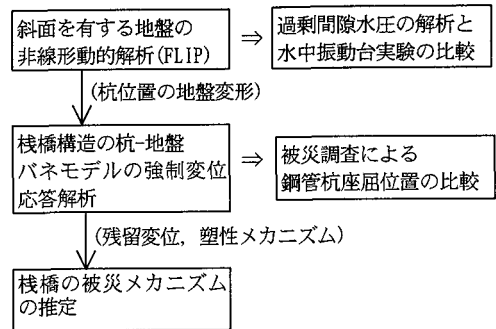 斜面を有する地盤の
非線形動的解析(FLIP)
⇒
過剰間隙水圧の解析と
水中振動台実験の比較
(杭位置の地盤変形)
桟橋構造の杭-地盤
バネモデルの強制変位
応答解析
⇒
被災調査による
鋼管杭座屈位置の比較
(残留変位, 塑性メカニズム)
桟橋の被災メカニズム
の推定